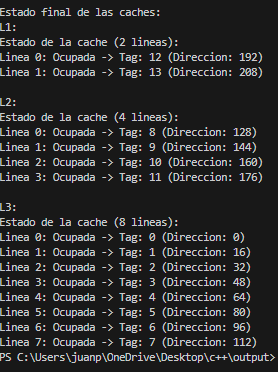 Estado final de las caches:
L1:
Estado de la cache (2 lineas):
Linea 0: Ocupada -> Tag: 12 (Direccion: 192)
Linea 1: Ocupada -> Tag: 13 (Direccion: 208)
L2:
Estado de la cache (4 lineas):
Linea 0: Ocupada -> Tag: 8 (Direccion: 128)
Linea 1: Ocupada -> Tag: 9 (Direccion: 144)
Linea 2: Ocupada -> Tag: 10 (Direccion: 160)
Linea 3: Ocupada -> Tag: 11 (Direccion: 176)
L3:
Estado de la cache (8 lineas):
Linea 0: Ocupada -> Tag: 0 (Direccion: 0)
Linea 1: Ocupada -> Tag: 1 (Direccion: 16)
Linea 2: Ocupada -> Tag: 2 (Direccion: 32)
Linea 3: Ocupada -> Tag: 3 (Direccion: 48)
Linea 4: Ocupada -> Tag: 4 (Direccion: 64)
Linea 5: Ocupada -> Tag: 5 (Direccion: 80)
Linea 6: Ocupada -> Tag: 6 (Direccion: 96)
Linea 7: Ocupada -> Tag: 7 (Direccion: 112)
PS C:\Users\juanp\OneDrive\Desktop\c++\output>